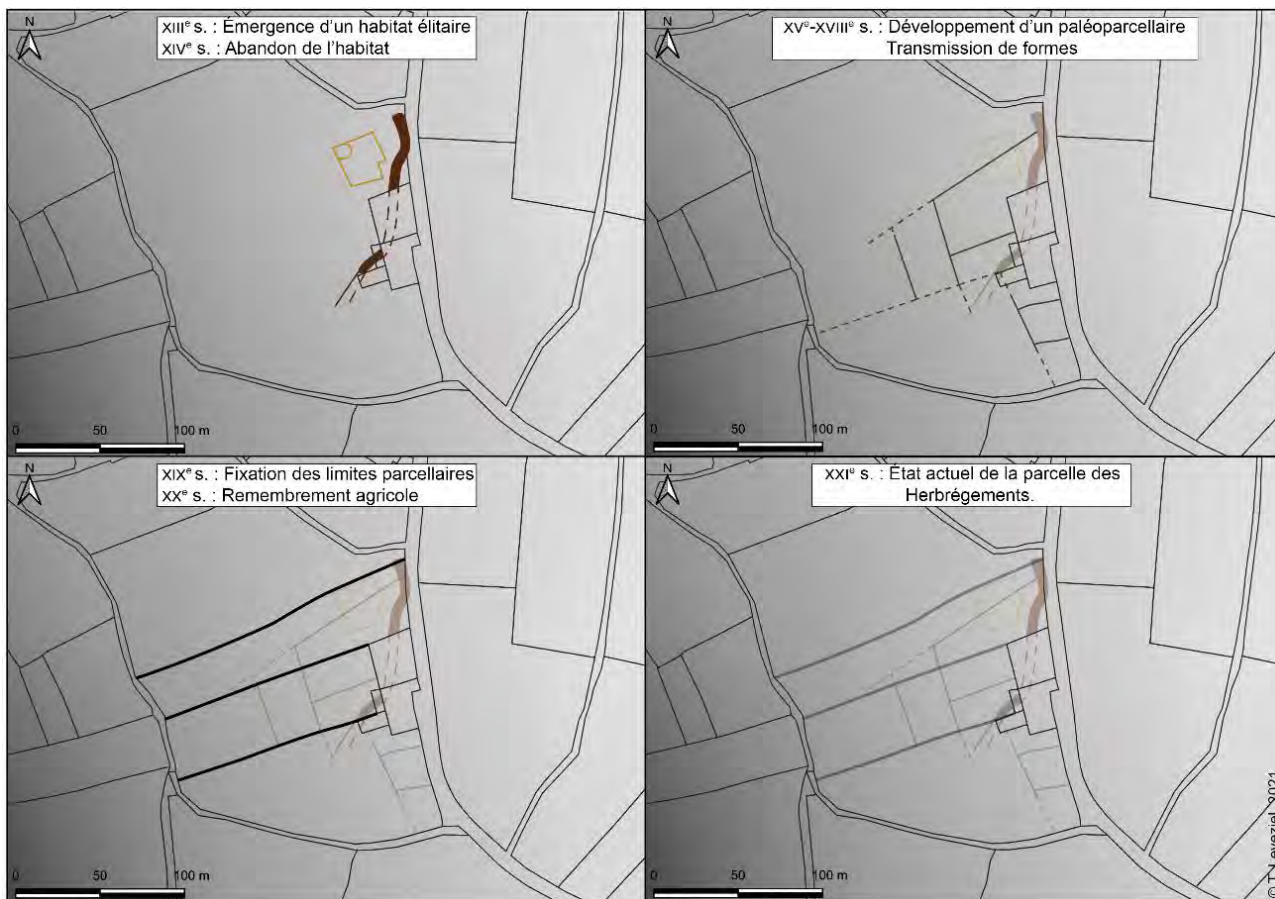 XIIIᵉ s. : Émergence d'un habitat élitaire
XIVᵉ s. : Abandon de l'habitat
N
0 50 100 m
XVᵉ-XVIIIᵉ s. : Développement d'un paléoparcellaire
Transmission de formes
N
0 50 100 m
XIXᵉ s. : Fixation des limites parcellaires
XXᵉ s. : Remembrement agricole
N
0 50 100 m
XXIᵉ s. : État actuel de la parcelle des
Herbrégements.
N
0 50 100 m
© T. Leveziel, 2021